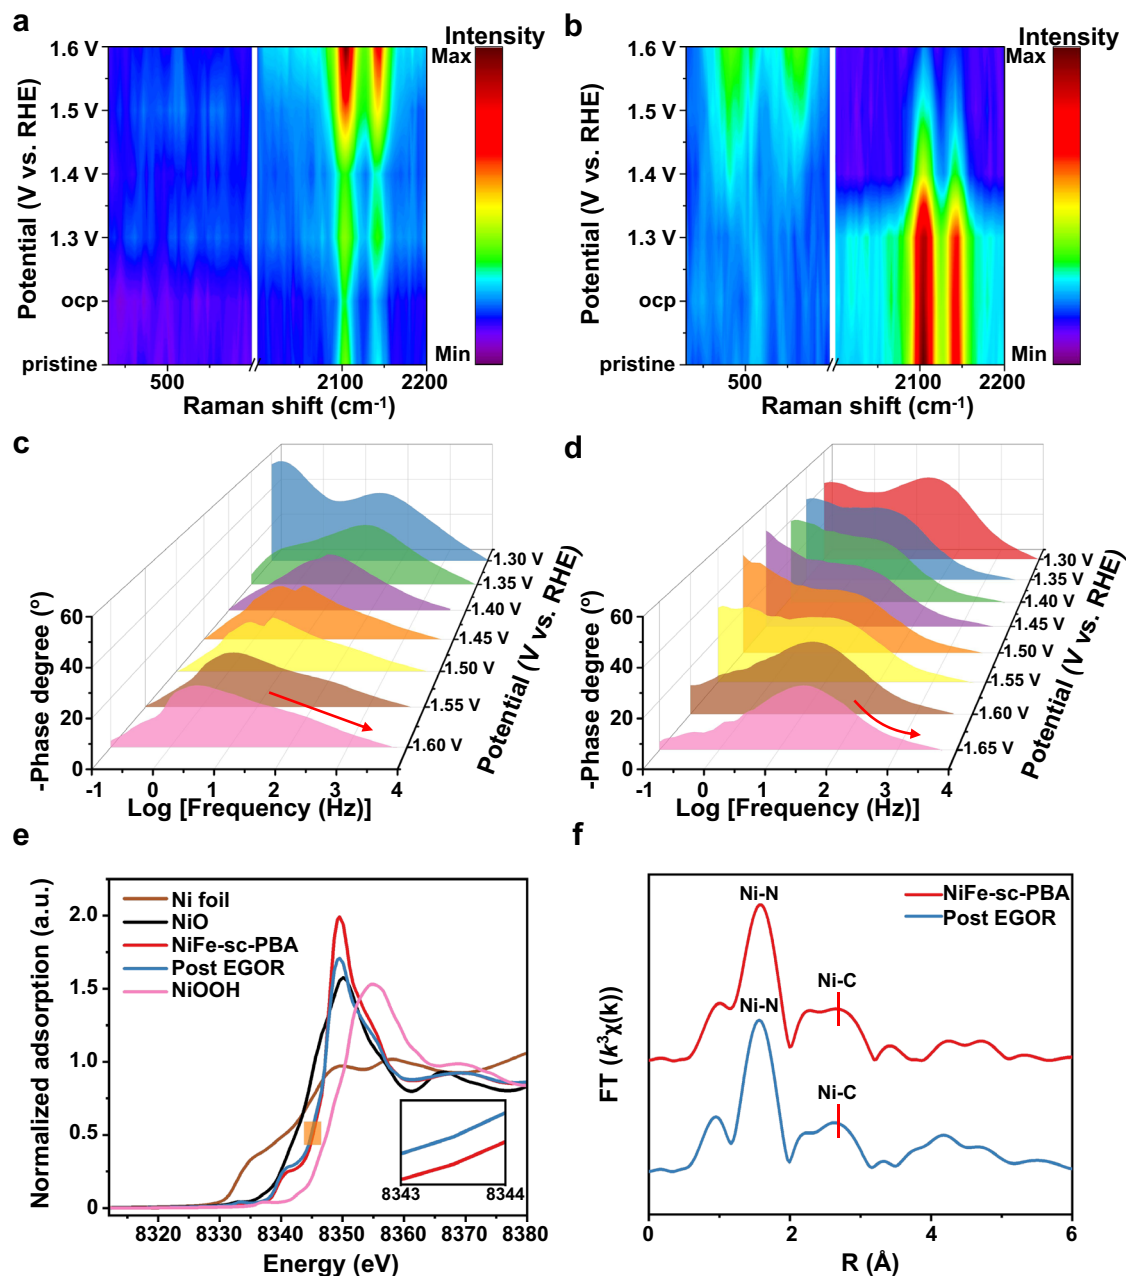 a
Intensity
1.6 V
Max
1.5 V
1.4 V
1.3 V
ocp
pristine
Min
Potential (V vs. RHE)
500
2100
2200
Raman shift (cm⁻¹)
b
Intensity
1.6 V
Max
1.5 V
1.4 V
1.3 V
ocp
pristine
Min
Potential (V vs. RHE)
500
2100
2200
Raman shift (cm⁻¹)
c
-Phase degree (º)
60
40
20
0
-1
0
1
2
3
4
Log [Frequency (Hz)]
1.30 V
1.35 V
1.40 V
1.45 V
1.50 V
1.55 V
1.60 V
Potential (V vs. RHE)
d
-Phase degree (º)
60
40
20
0
-1
0
1
2
3
4
Log [Frequency (Hz)]
1.30 V
1.35 V
1.40 V
1.45 V
1.50 V
1.55 V
1.60 V
1.65 V
Potential (V vs. RHE)
e
Normalized adsorption (a.u.)
2.0
1.5
1.0
0.5
0
Ni foil
NiO
NiFe-sc-PBA
Post EGOR
NiOOH
8343
8344
8320
8330
8340
8350
8360
8370
8380
Energy (eV)
f
FT (k³χ(k))
NiFe-sc-PBA
Post EGOR
Ni-N
Ni-C
Ni-N
Ni-C
0
2
4
6
R (Å)